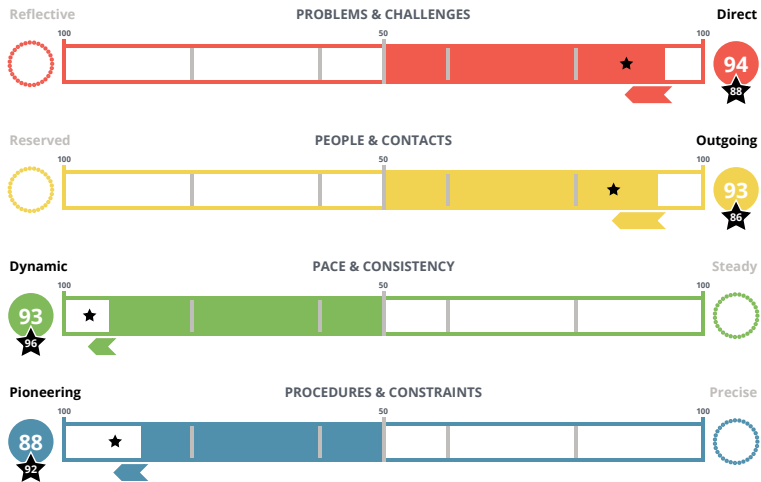 Reflective PROBLEMS & CHALLENGES Direct
100 50 100
94
88
Reserved PEOPLE & CONTACTS Outgoing
100 50 100
93
86
Dynamic PACE & CONSISTENCY Steady
100 50 100
93
96
Pioneering PROCEDURES & CONSTRAINTS Precise
100 50 100
88
92